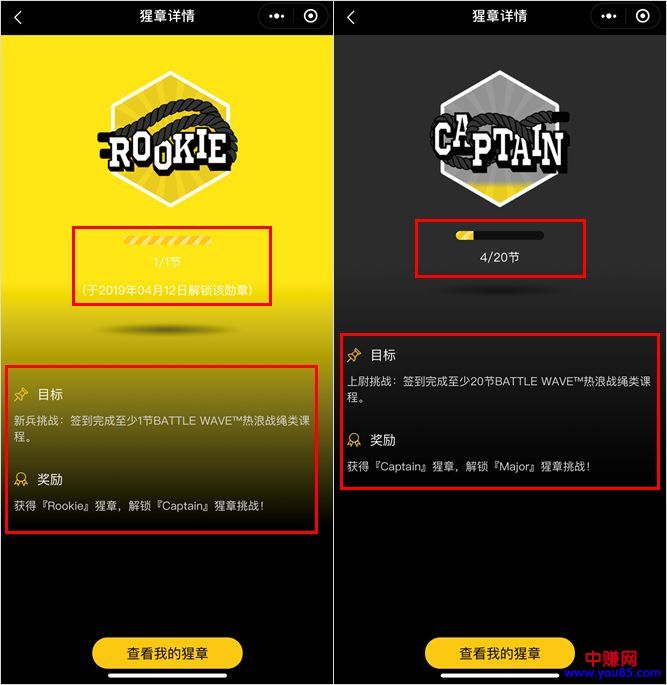 猩章详情
ROOKIE
1/1节
(于2019年04月12日解锁该勋章)
目标
新兵挑战：签到完成至少1节BATTLE WAVE™热浪战绳类课
程。
奖励
获得『Rookie』猩章，解锁『Captain』猩章挑战！
查看我的猩章
猩章详情
CAPTAIN
4/20节
目标
上尉挑战：签到完成至少20节BATTLE WAVE™热浪战绳类课
程。
奖励
获得『Captain』猩章，解锁『Major』猩章挑战！
查看我的猩章
中赚网
www.you85.com